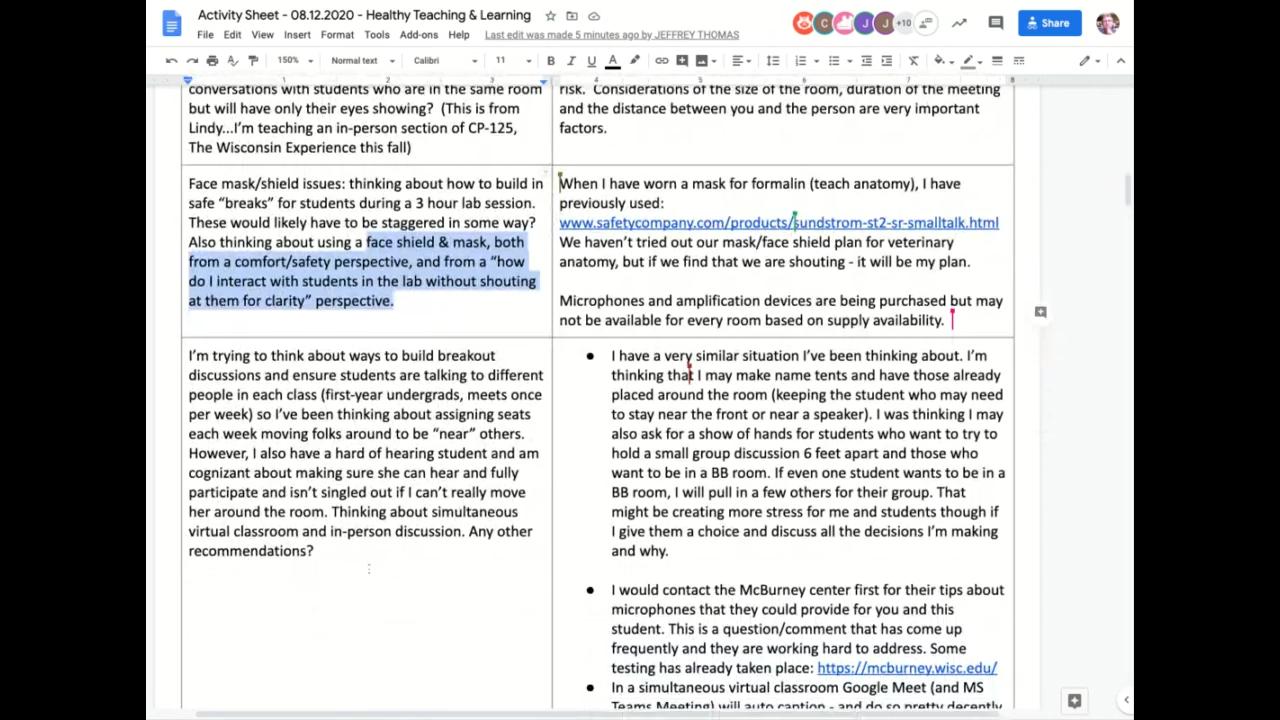 Activity Sheet - 08.12.2020 - Healthy Teaching & Learning
C
J
J
+10
Share
File Edit View Insert Format Tools Add-ons Help Last edit was made 5 minutes ago by JEFFREY THOMAS
150% Normal text Calibri 11 B I U A
1 2 3 4 5 6 7 8
conversations with students who are in the same room
but will have only their eyes showing? (This is from
Lindy...I'm teaching an in-person section of CP-125,
The Wisconsin Experience this fall)
risk. Considerations of the size of the room, duration of the meeting
and the distance between you and the person are very important
factors.
Face mask/shield issues: thinking about how to build in
safe “breaks” for students during a 3 hour lab session.
These would likely have to be staggered in some way?
Also thinking about using a face shield & mask, both
from a comfort/safety perspective, and from a “how
do I interact with students in the lab without shouting
at them for clarity” perspective.
When I have worn a mask for formalin (teach anatomy), I have
previously used:
www.safetycompany.com/products/sundstrom-st2-sr-smalltalk.html
We haven't tried out our mask/face shield plan for veterinary
anatomy, but if we find that we are shouting - it will be my plan.
Microphones and amplification devices are being purchased but may
not be available for every room based on supply availability.
I'm trying to think about ways to build breakout
discussions and ensure students are talking to different
people in each class (first-year undergrads, meets once
per week) so I've been thinking about assigning seats
each week moving folks around to be “near” others.
However, I also have a hard of hearing student and am
cognizant about making sure she can hear and fully
participate and isn't singled out if I can't really move
her around the room. Thinking about simultaneous
virtual classroom and in-person discussion. Any other
recommendations?
● I have a very similar situation I've been thinking about. I'm
thinking that I may make name tents and have those already
placed around the room (keeping the student who may need
to stay near the front or near a speaker). I was thinking I may
also ask for a show of hands for students who want to try to
hold a small group discussion 6 feet apart and those who
want to be in a BB room. If even one student wants to be in a
BB room, I will pull in a few others for their group. That
might be creating more stress for me and students though if
I give them a choice and discuss all the decisions I'm making
and why.
● I would contact the McBurney center first for their tips about
microphones that they could provide for you and this
student. This is a question/comment that has come up
frequently and they are working hard to address. Some
testing has already taken place: https://mcburney.wisc.edu/
● In a simultaneous virtual classroom Google Meet (and MS
Teams Meeting) will auto caption - and do so pretty decently